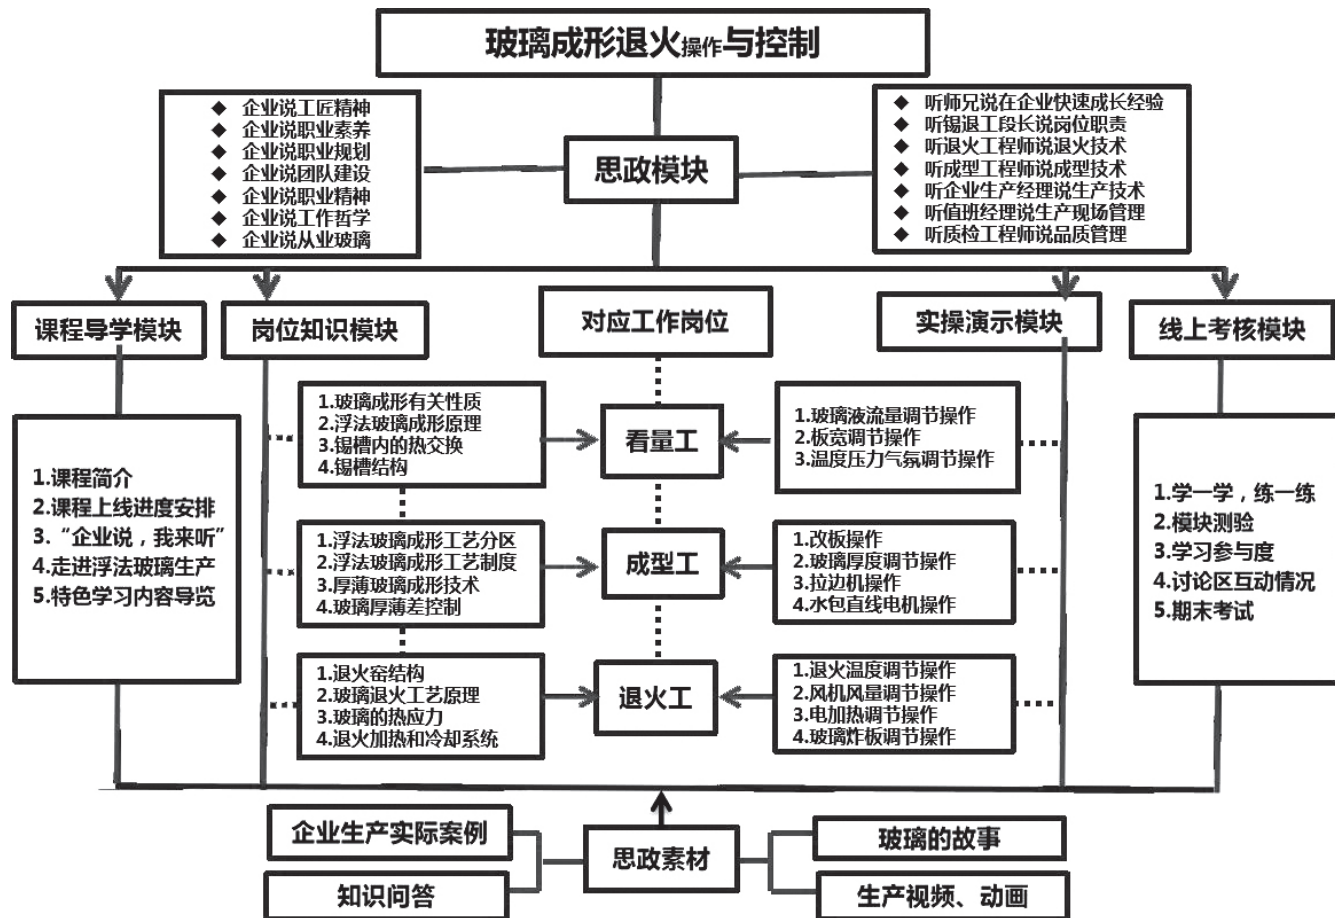 玻璃成形退火操作与控制
◆ 企业说工匠精神
◆ 企业说职业素养
◆ 企业说职业规划
◆ 企业说团队建设
◆ 企业说职业精神
◆ 企业说工作哲学
◆ 企业说从业玻璃
思政模块
◆ 听师兄说在企业快速成长经验
◆ 听锡退工段长说岗位职责
◆ 听退火工程师说退火技术
◆ 听成型工程师说成型技术
◆ 听企业生产经理说生产技术
◆ 听值班经理说生产现场管理
◆ 听质检工程师说品质管理
课程导学模块
岗位知识模块
对应工作岗位
实操演示模块
线上考核模块
1.课程简介
2.课程上线进度安排
3.“企业说，我来听”
4.走进浮法玻璃生产
5.特色学习内容导览
1.玻璃成形有关性质
2.浮法玻璃成形原理
3.锡槽内的热交换
4.锡槽结构
看量工
1.玻璃液流量调节操作
2.板宽调节操作
3.温度压力气氛调节操作
1.浮法玻璃成形工艺分区
2.浮法玻璃成形工艺制度
3.厚薄玻璃成形技术
4.玻璃厚薄差控制
成型工
1.改板操作
2.玻璃厚度调节操作
3.拉边机操作
4.水包直线电机操作
1.退火窑结构
2.玻璃退火工艺原理
3.玻璃的热应力
4.退火加热和冷却系统
退火工
1.退火温度调节操作
2.风机风量调节操作
3.电加热调节操作
4.玻璃炸板调节操作
1.学一学，练一练
2.模块测验
3.学习参与度
4.讨论区互动情况
5.期末考试
企业生产实际案例
知识问答
思政素材
玻璃的故事
生产视频、动画